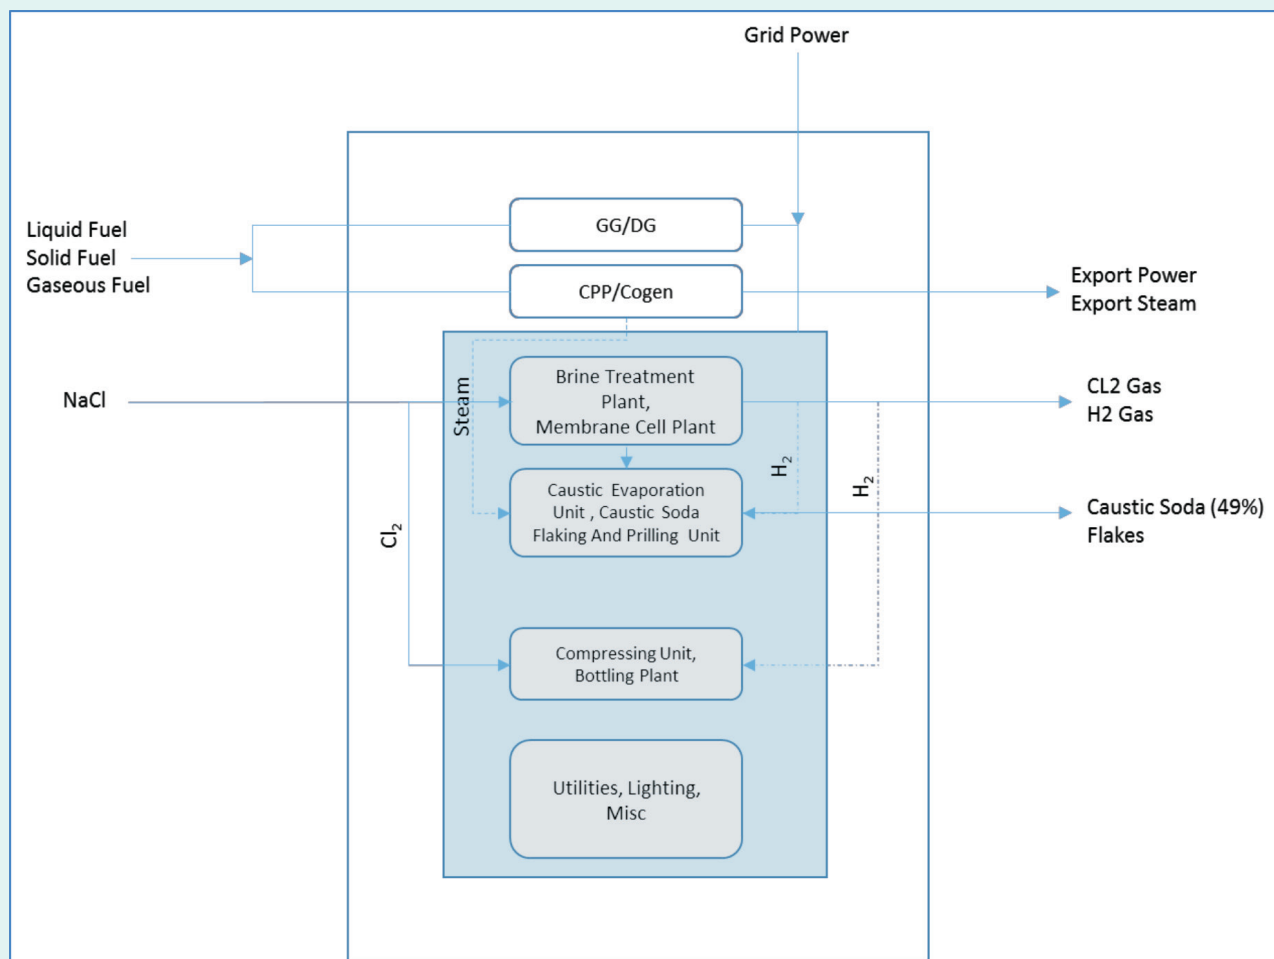 Grid Power
Liquid Fuel
Solid Fuel
Gaseous Fuel
GG/DG
CPP/Cogen
Export Power
Export Steam
NaCl
Steam
Brine Treatment
Plant,
Membrane Cell Plant
CL2 Gas
H2 Gas
H₂
H₂
Cl₂
Caustic Evaporation
Unit , Caustic Soda
Flaking And Prilling Unit
Caustic Soda (49%)
Flakes
Compressing Unit,
Bottling Plant
Utilities, Lighting,
Misc